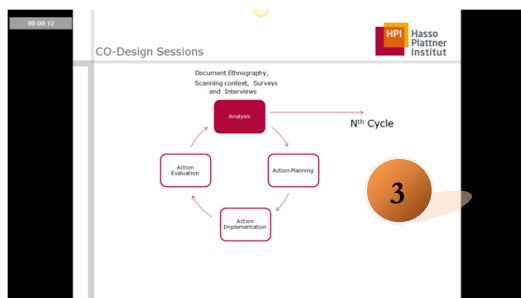 00:00:12
HPI
Hasso
Plattner
Institut
CO-Design Sessions
Document Ethnography,
Scanning context, Surveys
and Interviews
Analysis
Nth Cycle
Action
Evaluation
Action Planning
3
Action
Implementation